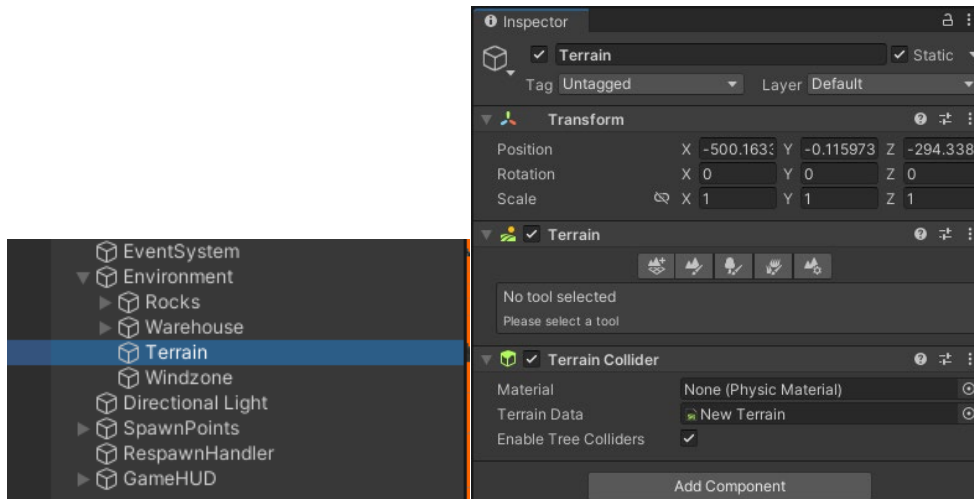 EventSystem
Environment
Rocks
Warehouse
Terrain
Windzone
Directional Light
SpawnPoints
RespawnHandler
GameHUD
Inspector
Terrain Static
Tag Untagged Layer Default
Transform
Position X -500.1633 Y -0.115973 Z -294.338
Rotation X 0 Y 0 Z 0
Scale X 1 Y 1 Z 1
Terrain
No tool selected
Please select a tool
Terrain Collider
Material None (Physic Material)
Terrain Data New Terrain
Enable Tree Colliders
Add Component